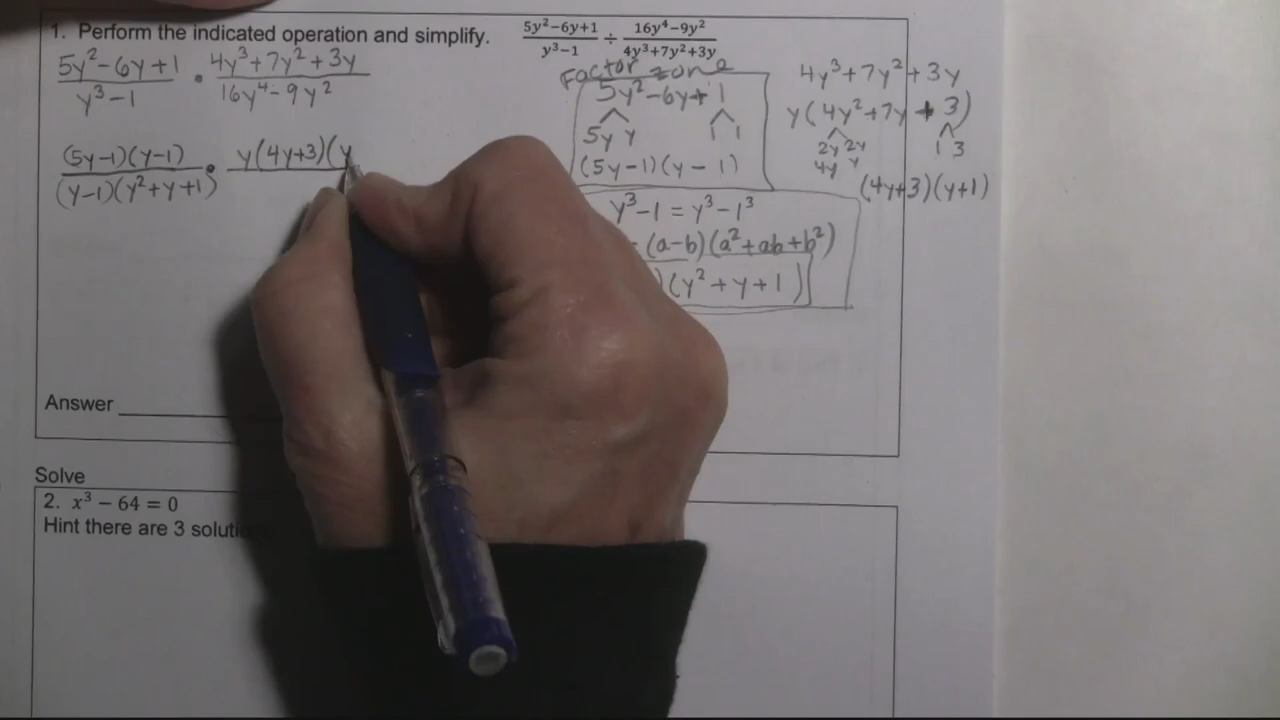 1. Perform the indicated operation and simplify. (5y²−6y+1)/(y³−1) ÷ (16y⁴−9y²)/(4y³+7y²+3y)
(5y²−6y+1)/(y³−1) • (4y³+7y²+3y)/(16y⁴−9y²)
((5y−1)(y−1))/((y−1)(y²+y+1)) • y(4y+3)(y
Factor zone
5y²−6y+1
5y y 1 1
(5y−1)(y−1)
y³−1 = y³−1³
(a−b)(a²+ab+b²)
)(y²+y+1)
4y³+7y²+3y
y(4y²+7y+3)
2y 2y 1 3
4y y
(4y+3)(y+1)
Answer
Solve
2. x³ − 64 = 0
Hint there are 3